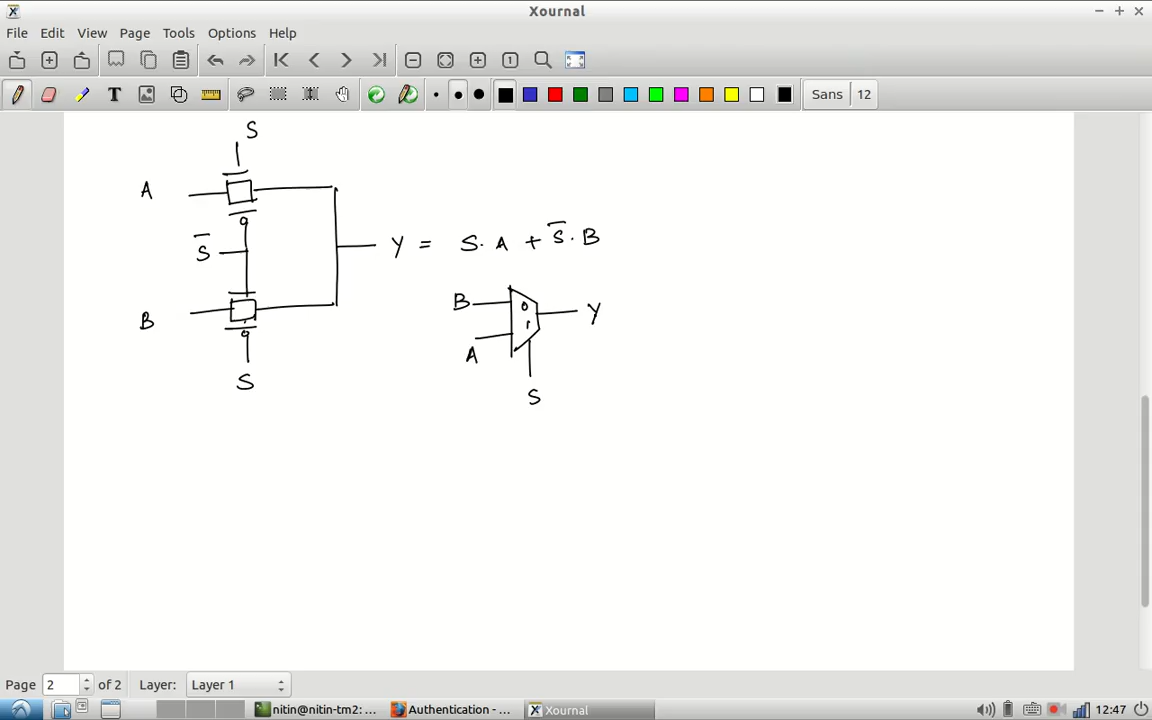 Xournal
File Edit View Page Tools Options Help
Sans 12
S
A
S̅
Y = S. A + S̅. B
B
S
B 0 Y
A 1
S
Page 2 of 2 Layer: Layer 1
nitin@nitin-tm2: ... Authentication - ... Xournal 12:47